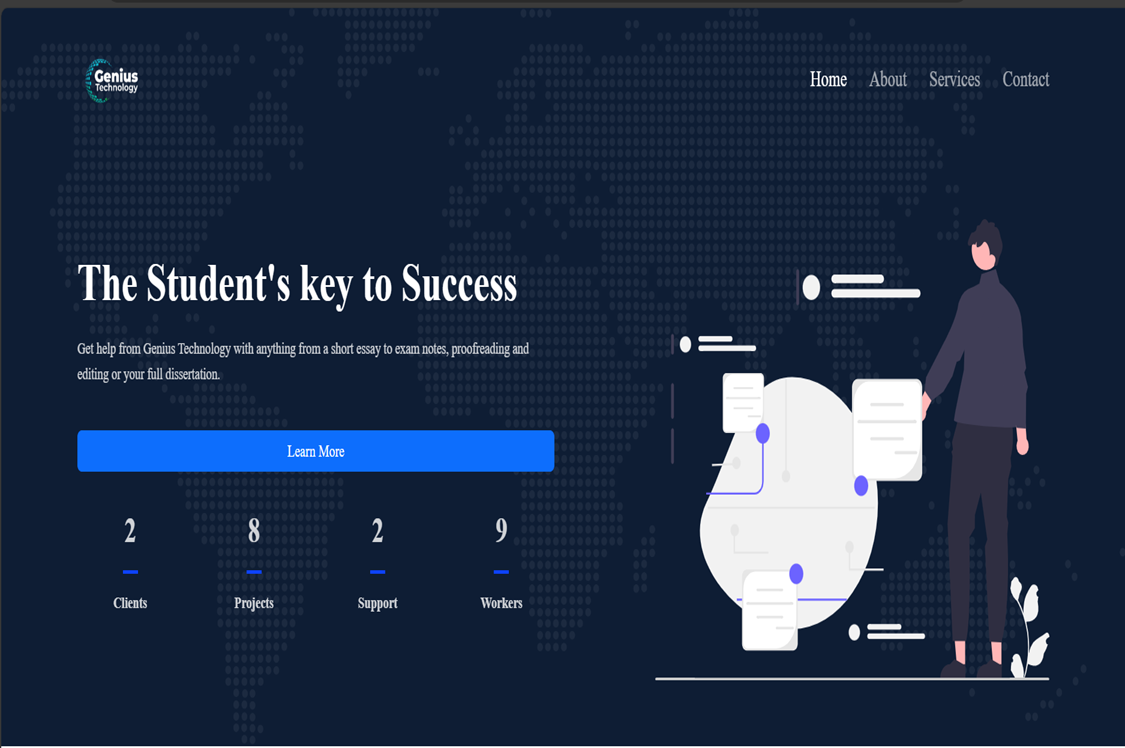 Genius
Technology
Home About Services Contact
The Student's key to Success
Get help from Genius Technology with anything from a short essay to exam notes, proofreading and
editing or your full dissertation.
Learn More
2 8 2 9
Clients Projects Support Workers